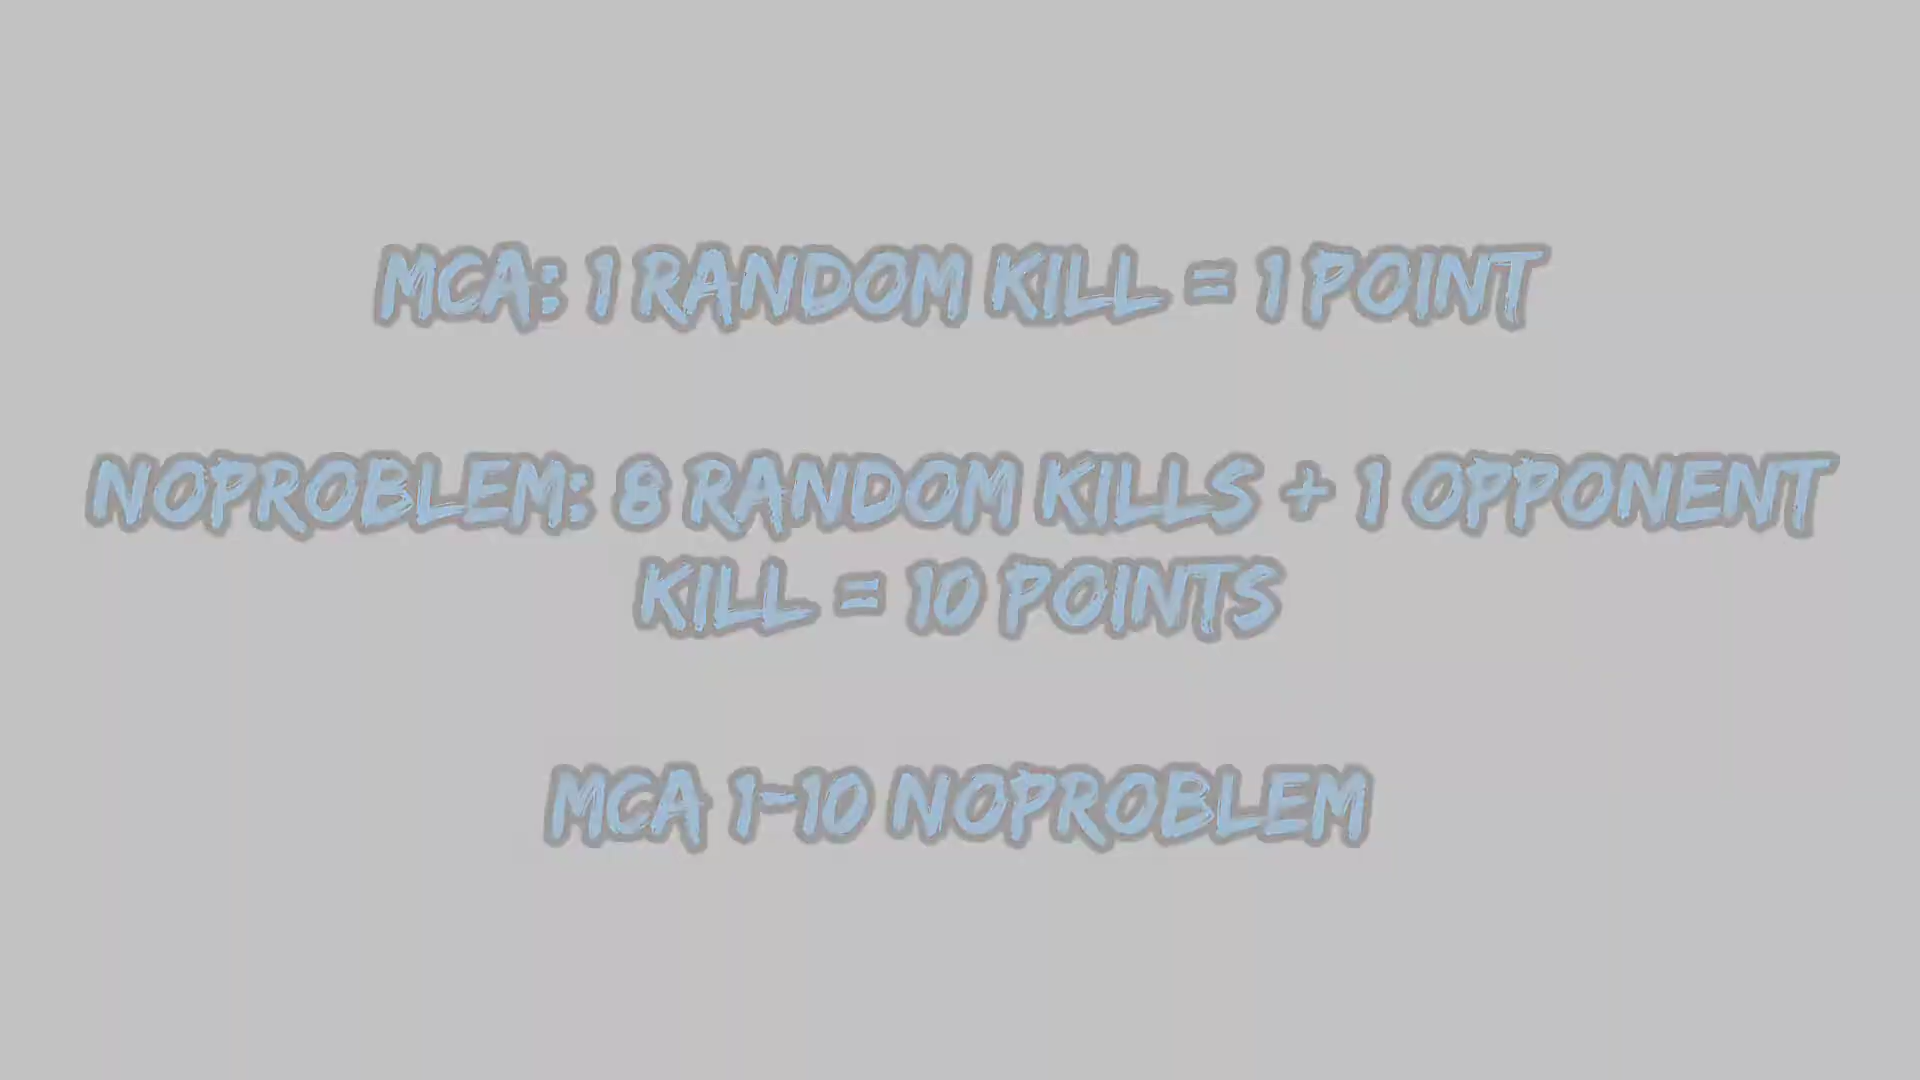 MCA: 1 RANDOM KILL = 1 POINT
NOPROBLEM: 8 RANDOM KILLS + 1 OPPONENT
KILL = 10 POINTS
MCA 1-10 NOPROBLEM